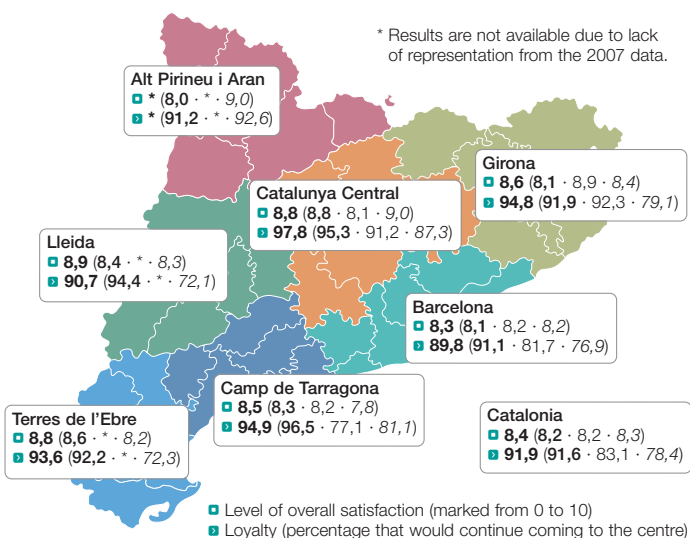 * Results are not available due to lack
of representation from the 2007 data.
Alt Pirineu i Aran
* (8,0 · * · 9,0)
* (91,2 · * · 92,6)
Girona
8,6 (8,1 · 8,9 · 8,4)
94,8 (91,9 · 92,3 · 79,1)
Catalunya Central
8,8 (8,8 · 8,1 · 9,0)
97,8 (95,3 · 91,2 · 87,3)
Lleida
8,9 (8,4 · * · 8,3)
90,7 (94,4 · * · 72,1)
Barcelona
8,3 (8,1 · 8,2 · 8,2)
89,8 (91,1 · 81,7 · 76,9)
Camp de Tarragona
8,5 (8,3 · 8,2 · 7,8)
94,9 (96,5 · 77,1 · 81,1)
Terres de l’Ebre
8,8 (8,6 · * · 8,2)
93,6 (92,2 · * · 72,3)
Catalonia
8,4 (8,2 · 8,2 · 8,3)
91,9 (91,6 · 83,1 · 78,4)
Level of overall satisfaction (marked from 0 to 10)
Loyalty (percentage that would continue coming to the centre)